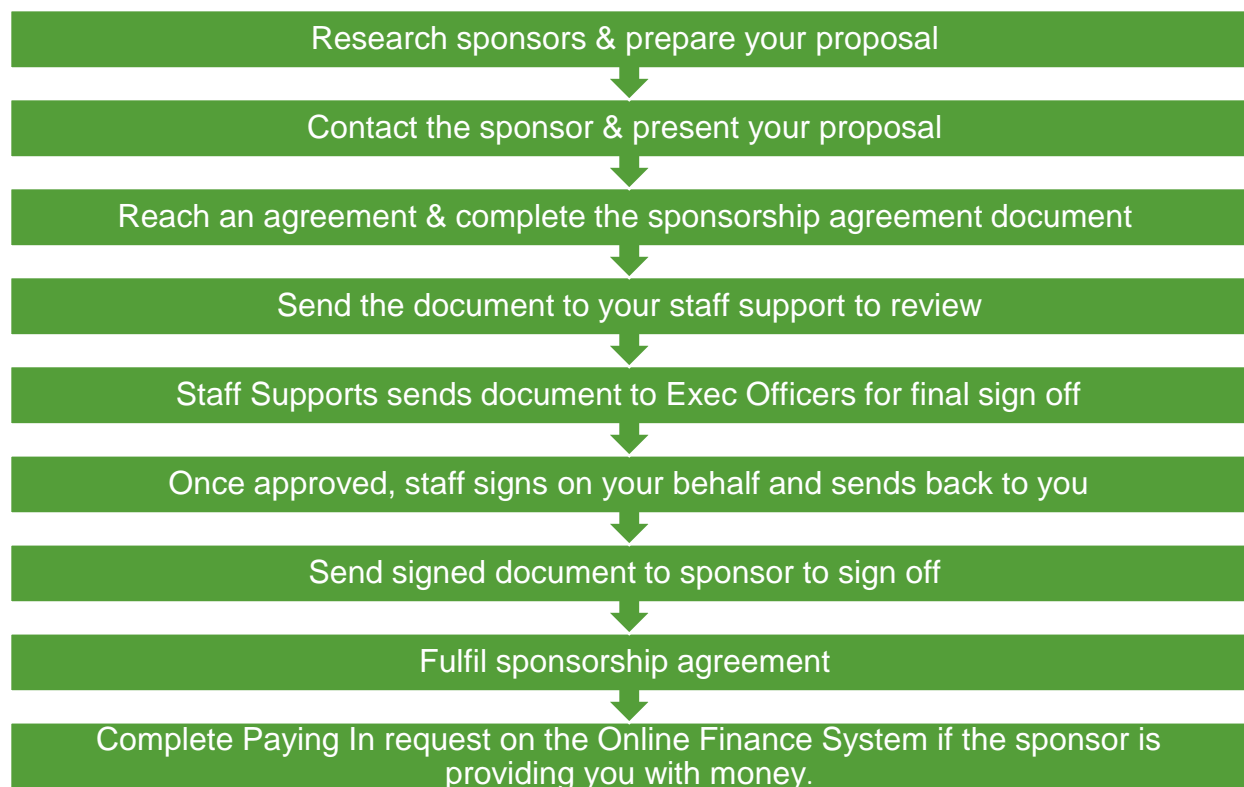 Research sponsors & prepare your proposal
Contact the sponsor & present your proposal
Reach an agreement & complete the sponsorship agreement document
Send the document to your staff support to review
Staff Supports sends document to Exec Officers for final sign off
Once approved, staff signs on your behalf and sends back to you
Send signed document to sponsor to sign off
Fulfil sponsorship agreement
Complete Paying In request on the Online Finance System if the sponsor is
providing you with money.